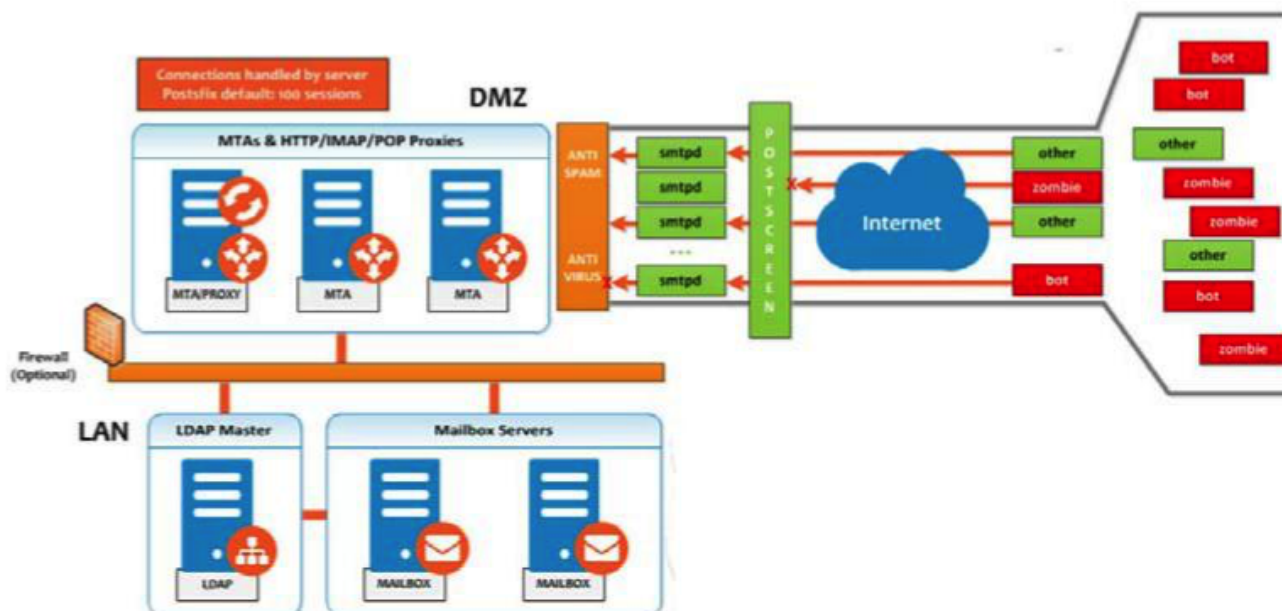 Connections handled by server
Postsfix default: 100 sessions
DMZ
MTAs & HTTP/IMAP/POP Proxies
MTA/PROXY
MTA
MTA
ANTI
SPAM
ANTI
VIRUS
smtpd
smtpd
smtpd
---
smtpd
POSTSCREEN
x
x
Internet
other
zombie
other
bot
bot
bot
other
zombie
zombie
other
bot
zombie
Firewall
(Optional)
LAN
LDAP Master
LDAP
Mailbox Servers
MAILBOX
MAILBOX